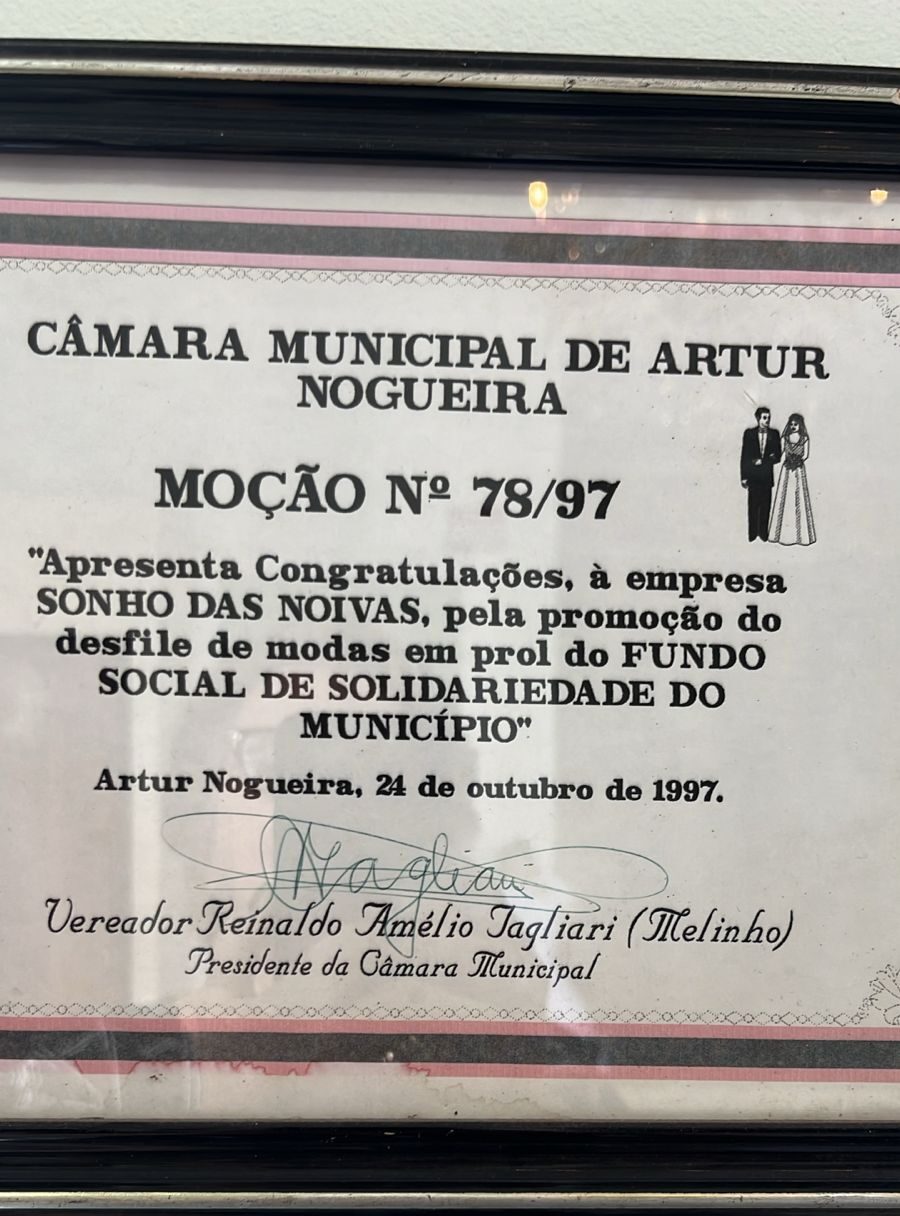 CÂMARA MUNICIPAL DE ARTUR
NOGUEIRA
MOÇÃO Nº 78/97
"Apresenta Congratulações, à empresa
SONHO DAS NOIVAS, pela promoção do
desfile de modas em prol do FUNDO
SOCIAL DE SOLIDARIEDADE DO
MUNICÍPIO"
Artur Nogueira, 24 de outubro de 1997.
Vereador Reinaldo Amélio Tagliari (Melinho)
Presidente da Câmara Municipal